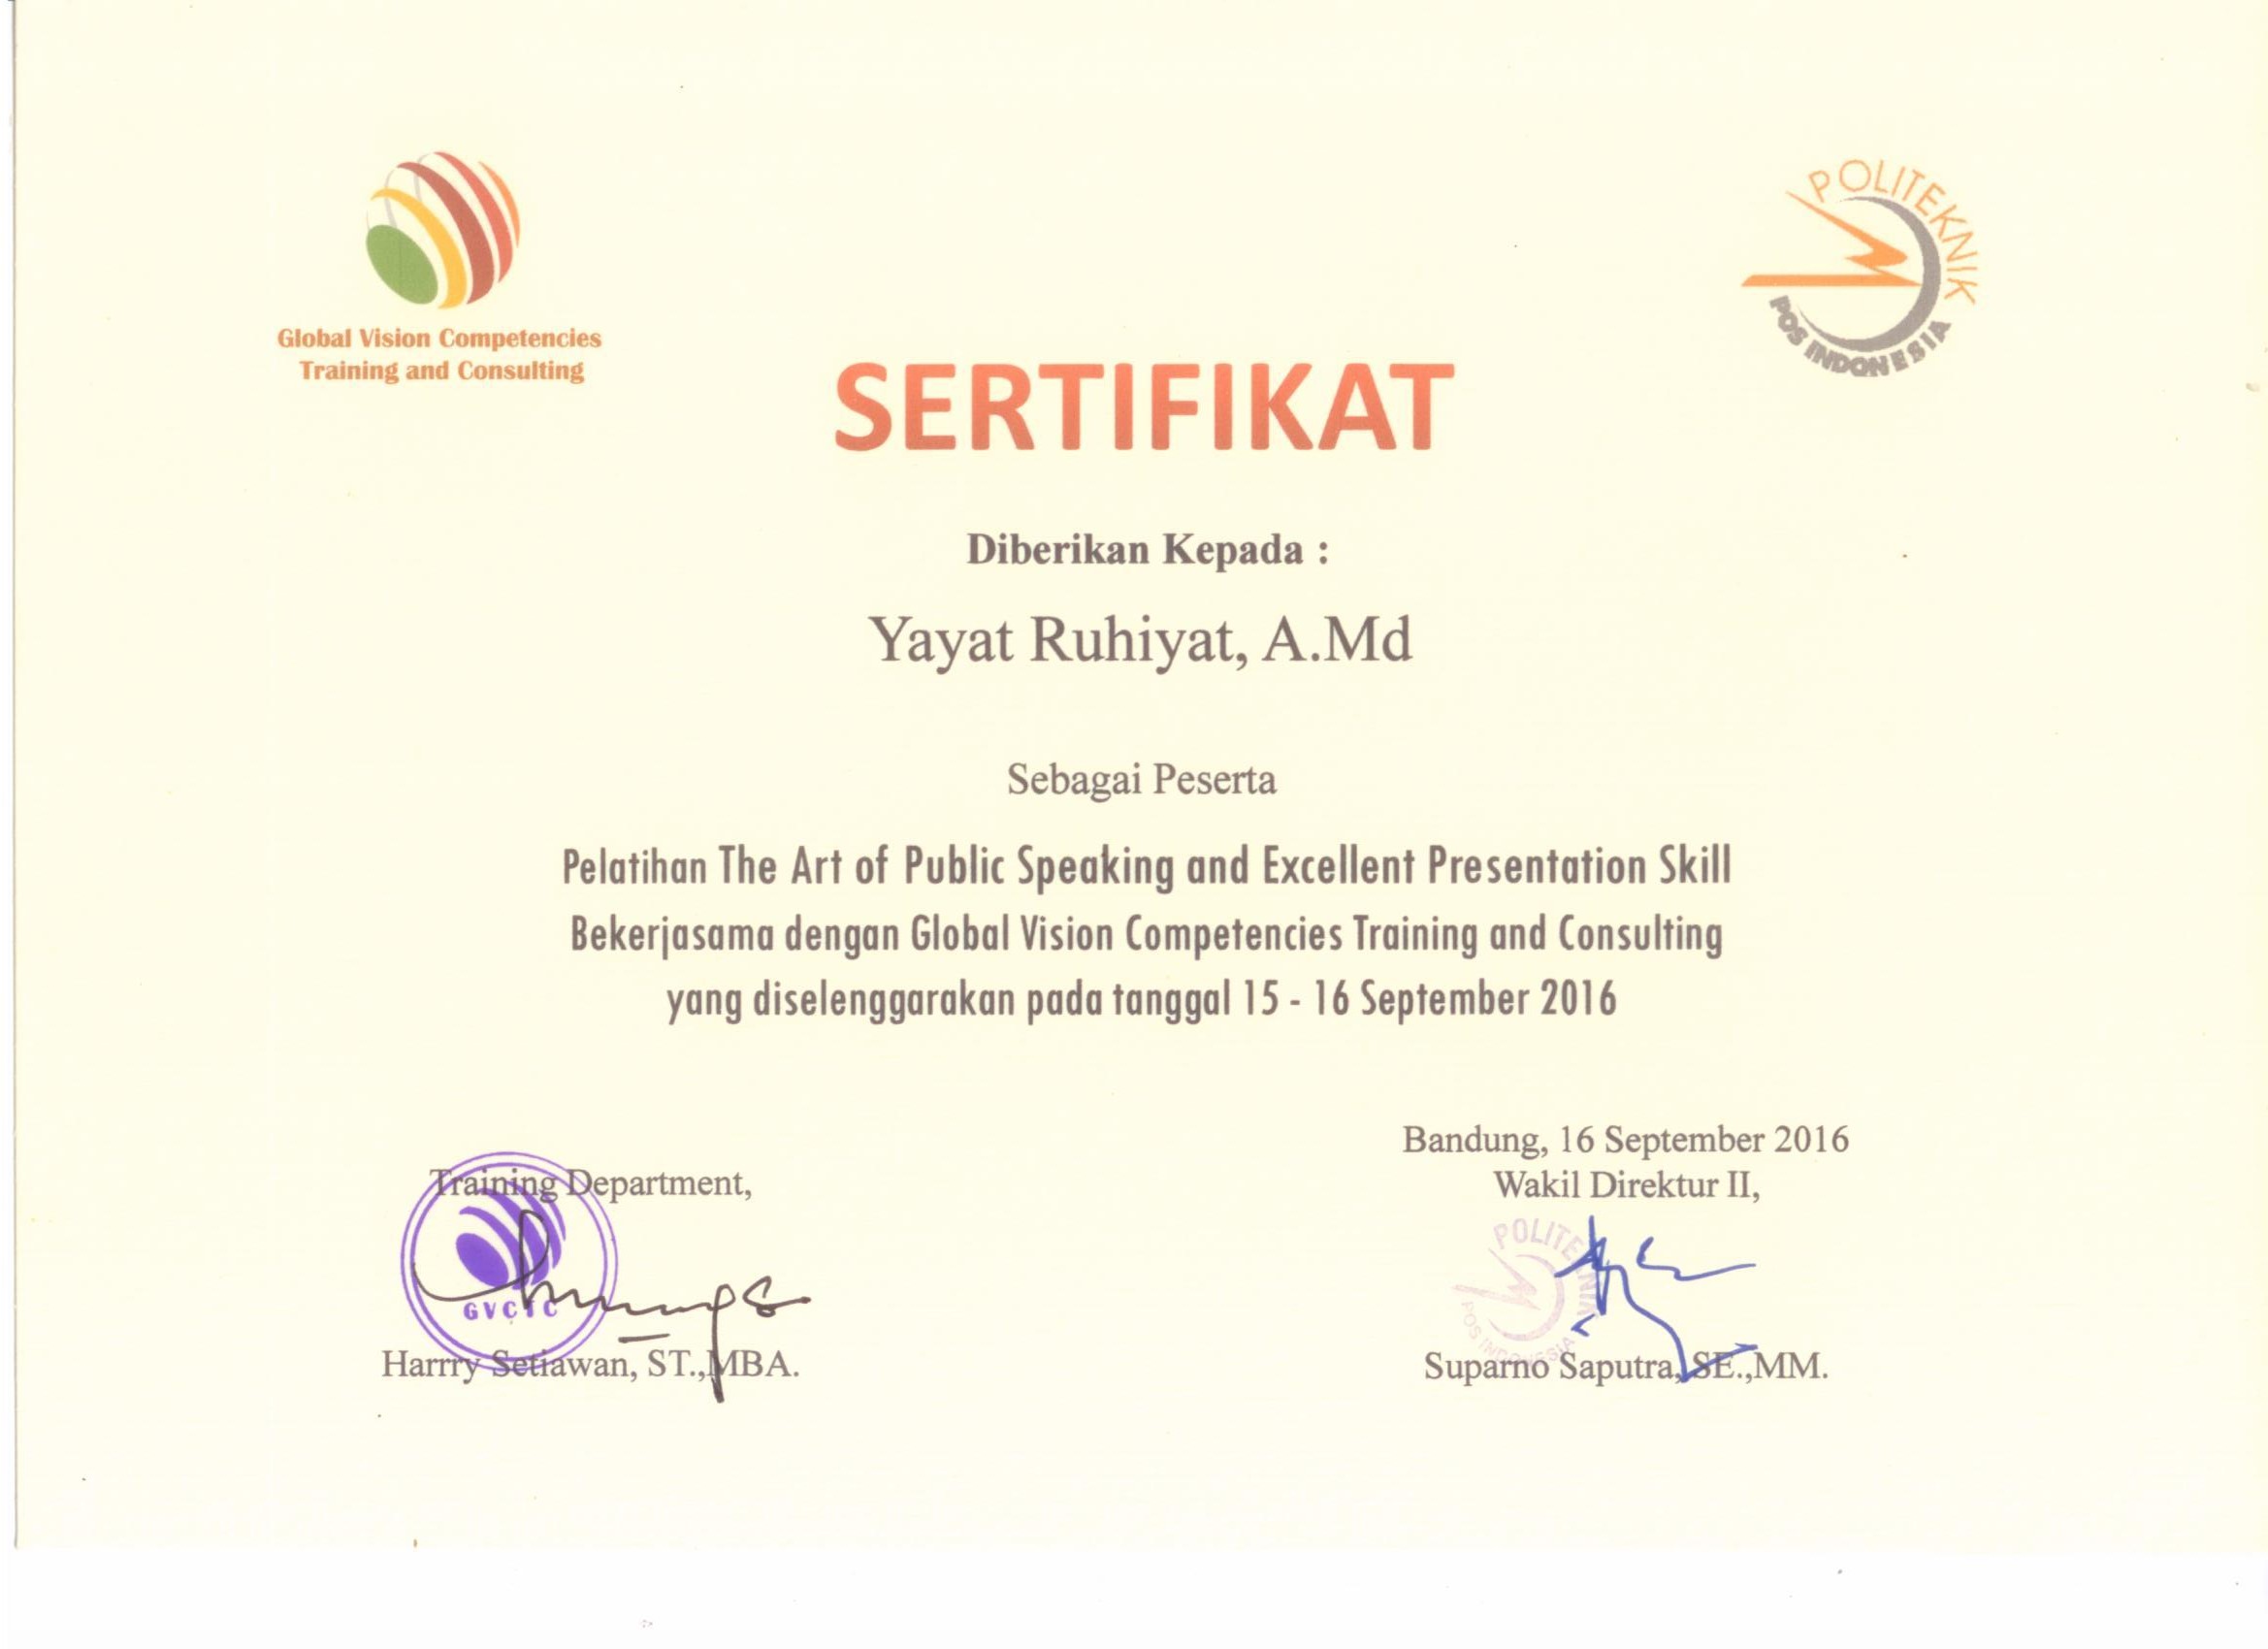 Global Vision Competencies
Training and Consulting
POLITEKNIK
POS INDONESIA
SERTIFIKAT
Diberikan Kepada :
Yayat Ruhiyat, A.Md
Sebagai Peserta
Pelatihan The Art of Public Speaking and Excellent Presentation Skill
Bekerjasama dengan Global Vision Competencies Training and Consulting
yang diselenggarakan pada tanggal 15 - 16 September 2016
Training Department,
GVCTC
Harrry Setiawan, ST.,MBA.
Bandung, 16 September 2016
Wakil Direktur II,
POLITEKNIK
POS INDONESIA
Suparno Saputra, SE.,MM.